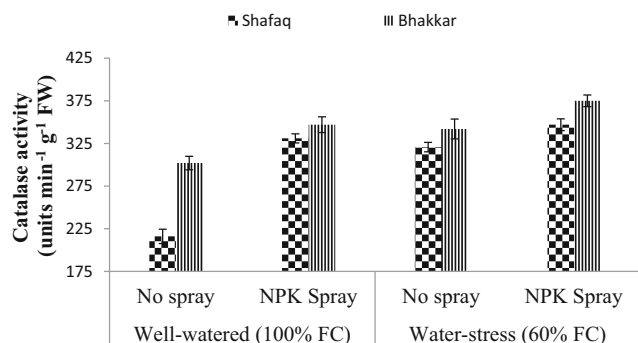 Shafaq Bhakkar
Catalase activity
(units min⁻¹ g⁻¹ FW)
425
375
325
275
225
175
No spray NPK Spray No spray NPK Spray
Well-watered (100% FC) Water-stress (60% FC)